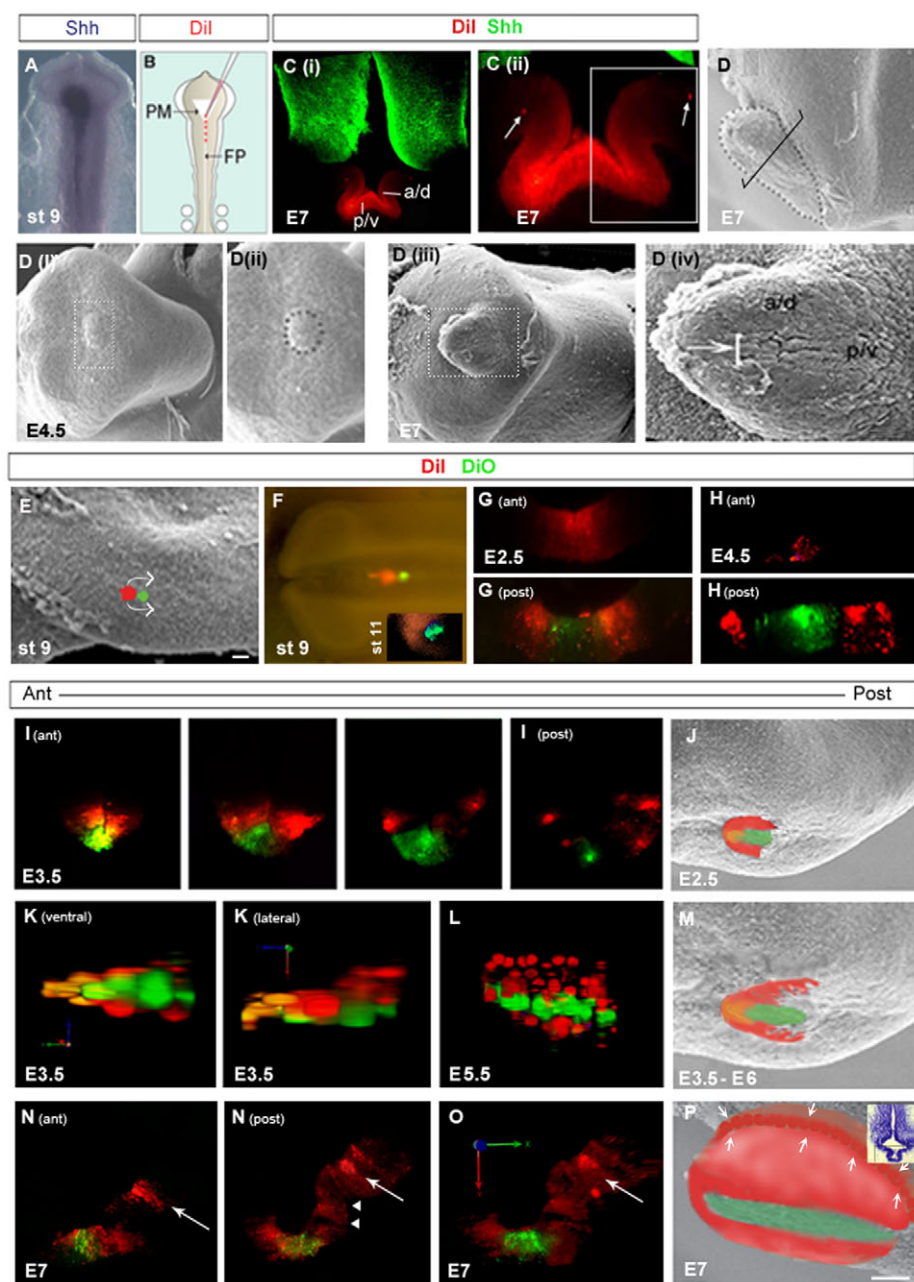 Shh DiI DiI Shh
A B C (i) C (ii) D
PM
FP
a/d
p/v
st 9 E7 E7 E7
D (i) D(ii) D (iii) D (iv)
a/d
p/v
E4.5 E7
DiI DiO
E F G (ant) H (ant)
E2.5 E4.5
G (post) H (post)
st 11
st 9 st 9
Ant Post
I (ant) I (post) J
E3.5 E2.5
K (ventral) K (lateral) L M
E3.5 E3.5 E5.5 E3.5 - E6
N (ant) N (post) O P
x
E7 E7 E7